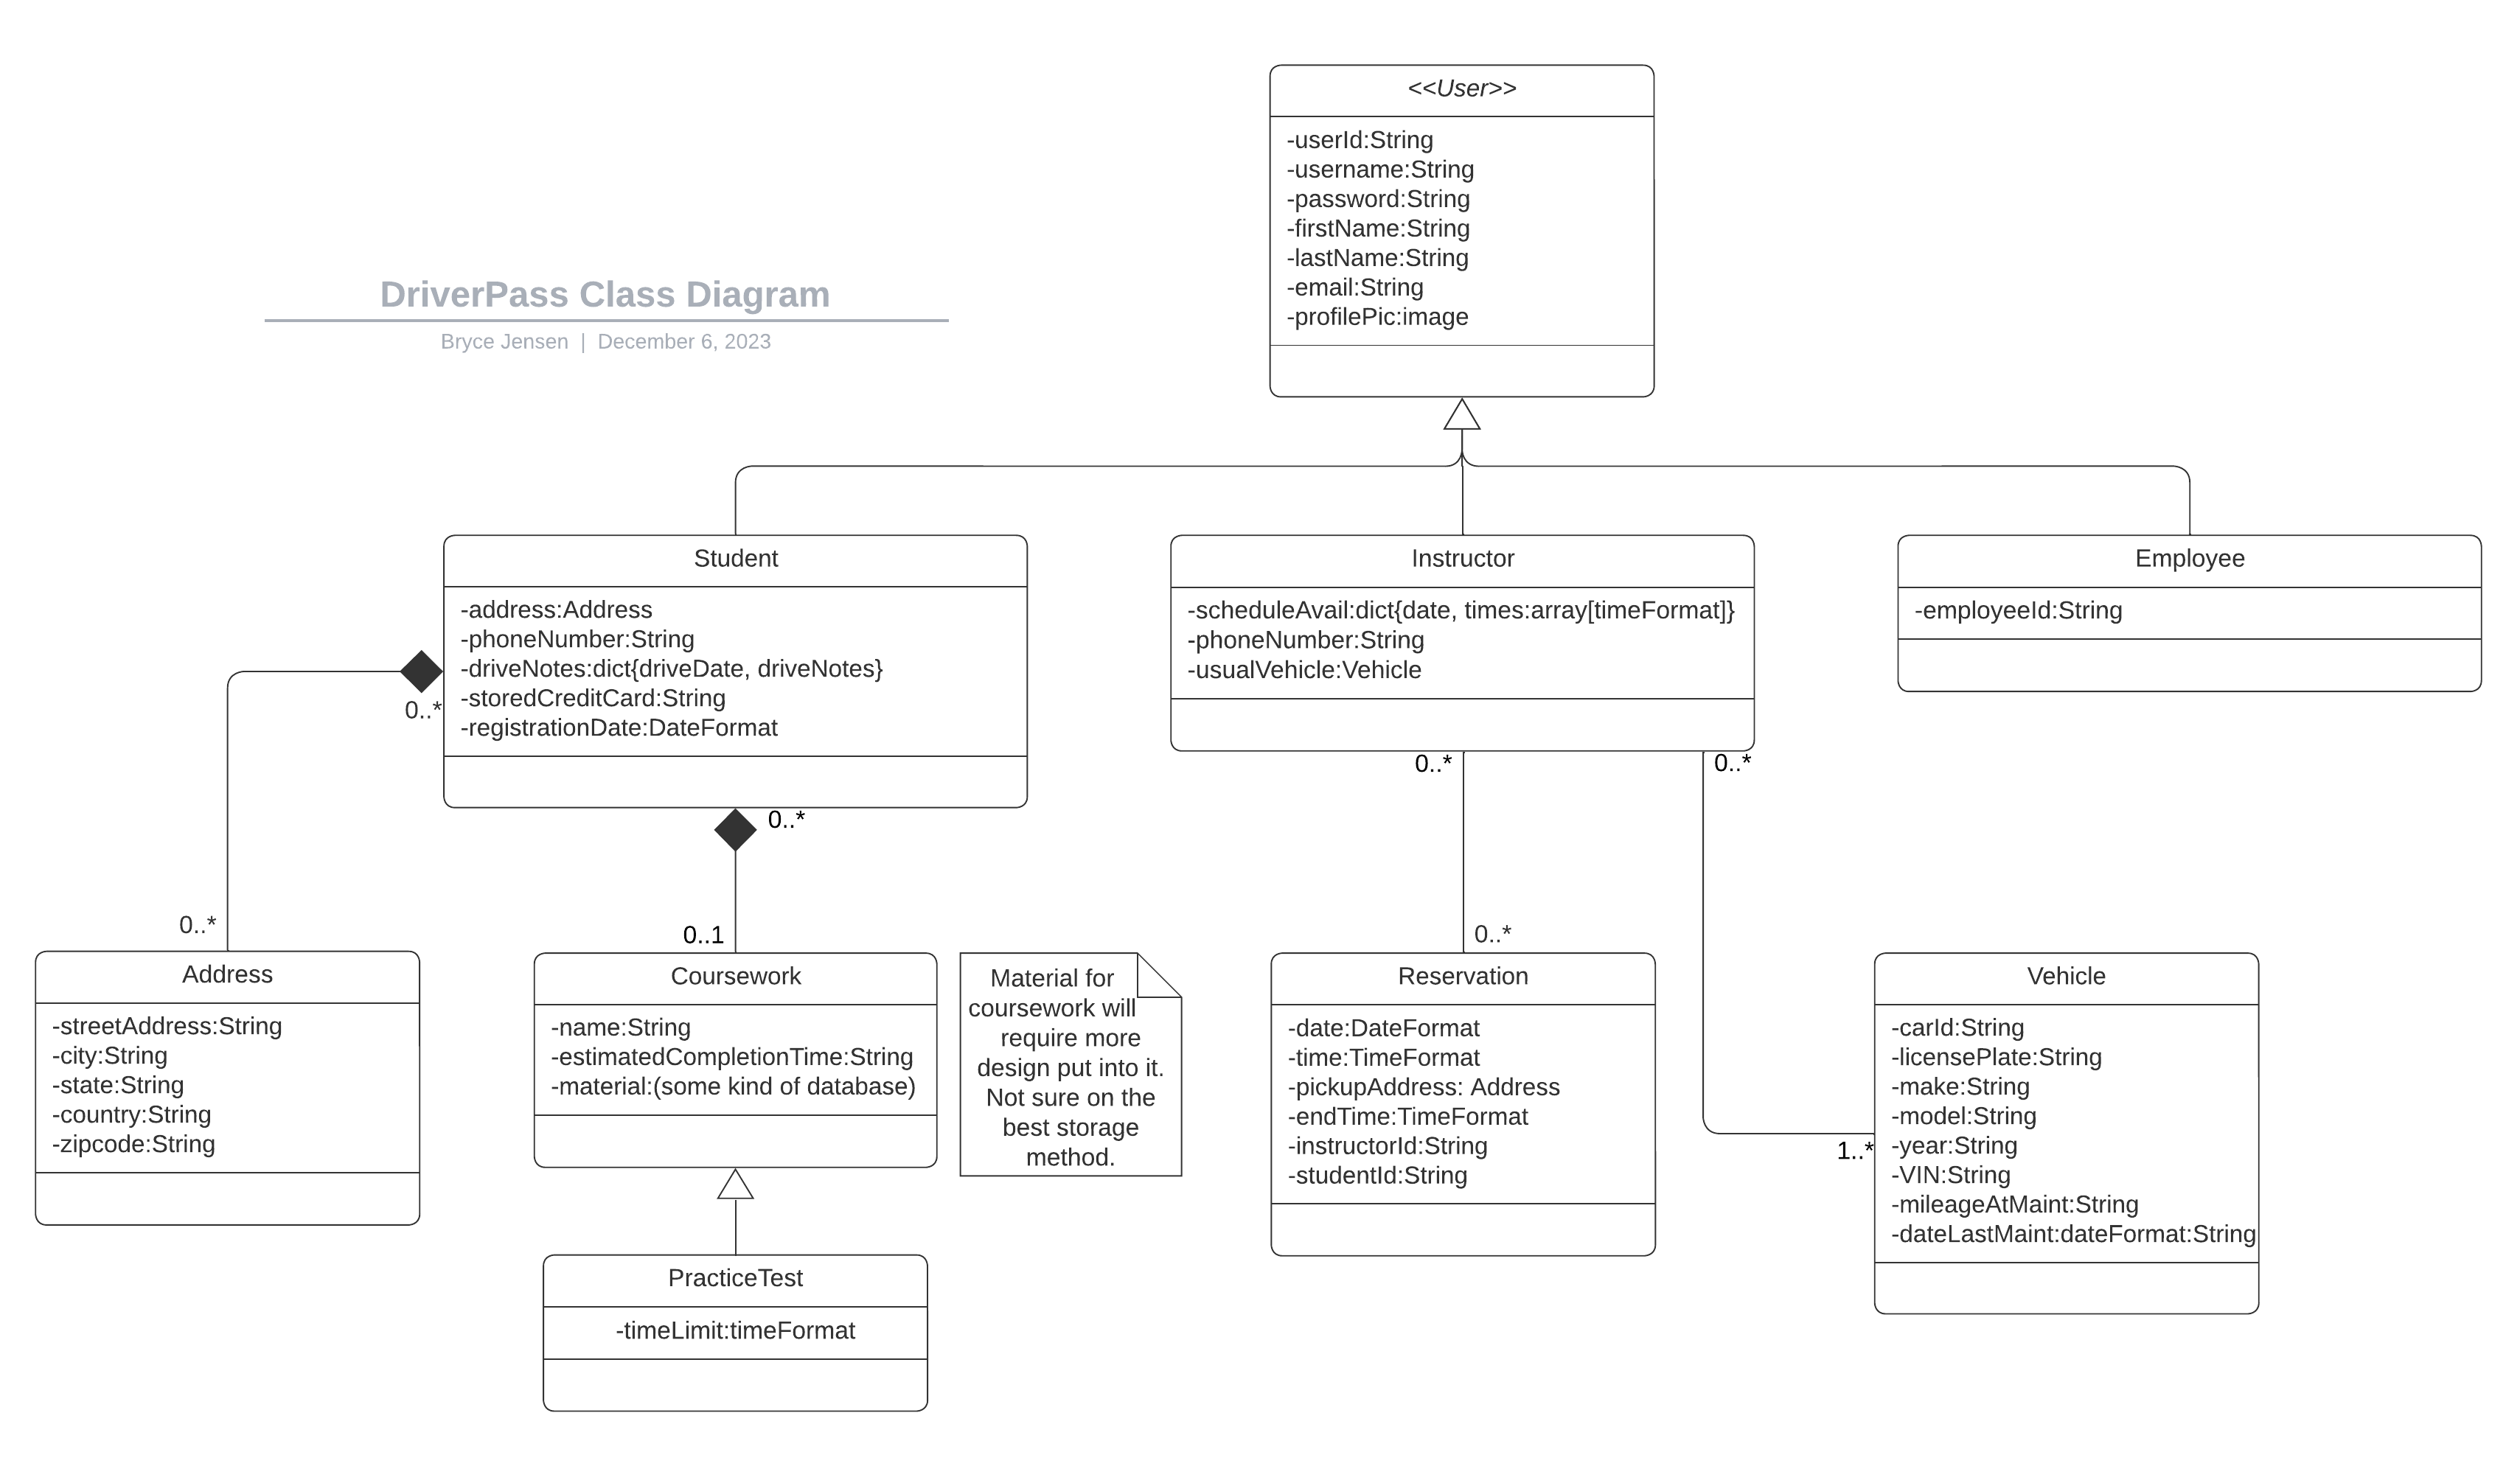 <<User>>
-userId:String
-username:String
-password:String
-firstName:String
-lastName:String
-email:String
-profilePic:image
DriverPass Class Diagram
Bryce Jensen | December 6, 2023
Student
-address:Address
-phoneNumber:String
-driveNotes:dict{driveDate, driveNotes}
-storedCreditCard:String
-registrationDate:DateFormat
Instructor
-scheduleAvail:dict{date, times:array[timeFormat]}
-phoneNumber:String
-usualVehicle:Vehicle
Employee
-employeeId:String
0..*
0..*
0..*
0..*
0..*
0..1
0..*
1..*
Address
-streetAddress:String
-city:String
-state:String
-country:String
-zipcode:String
Coursework
-name:String
-estimatedCompletionTime:String
-material:(some kind of database)
Material for
coursework will
require more
design put into it.
Not sure on the
best storage
method.
Reservation
-date:DateFormat
-time:TimeFormat
-pickupAddress: Address
-endTime:TimeFormat
-instructorId:String
-studentId:String
Vehicle
-carId:String
-licensePlate:String
-make:String
-model:String
-year:String
-VIN:String
-mileageAtMaint:String
-dateLastMaint:dateFormat:String
PracticeTest
-timeLimit:timeFormat